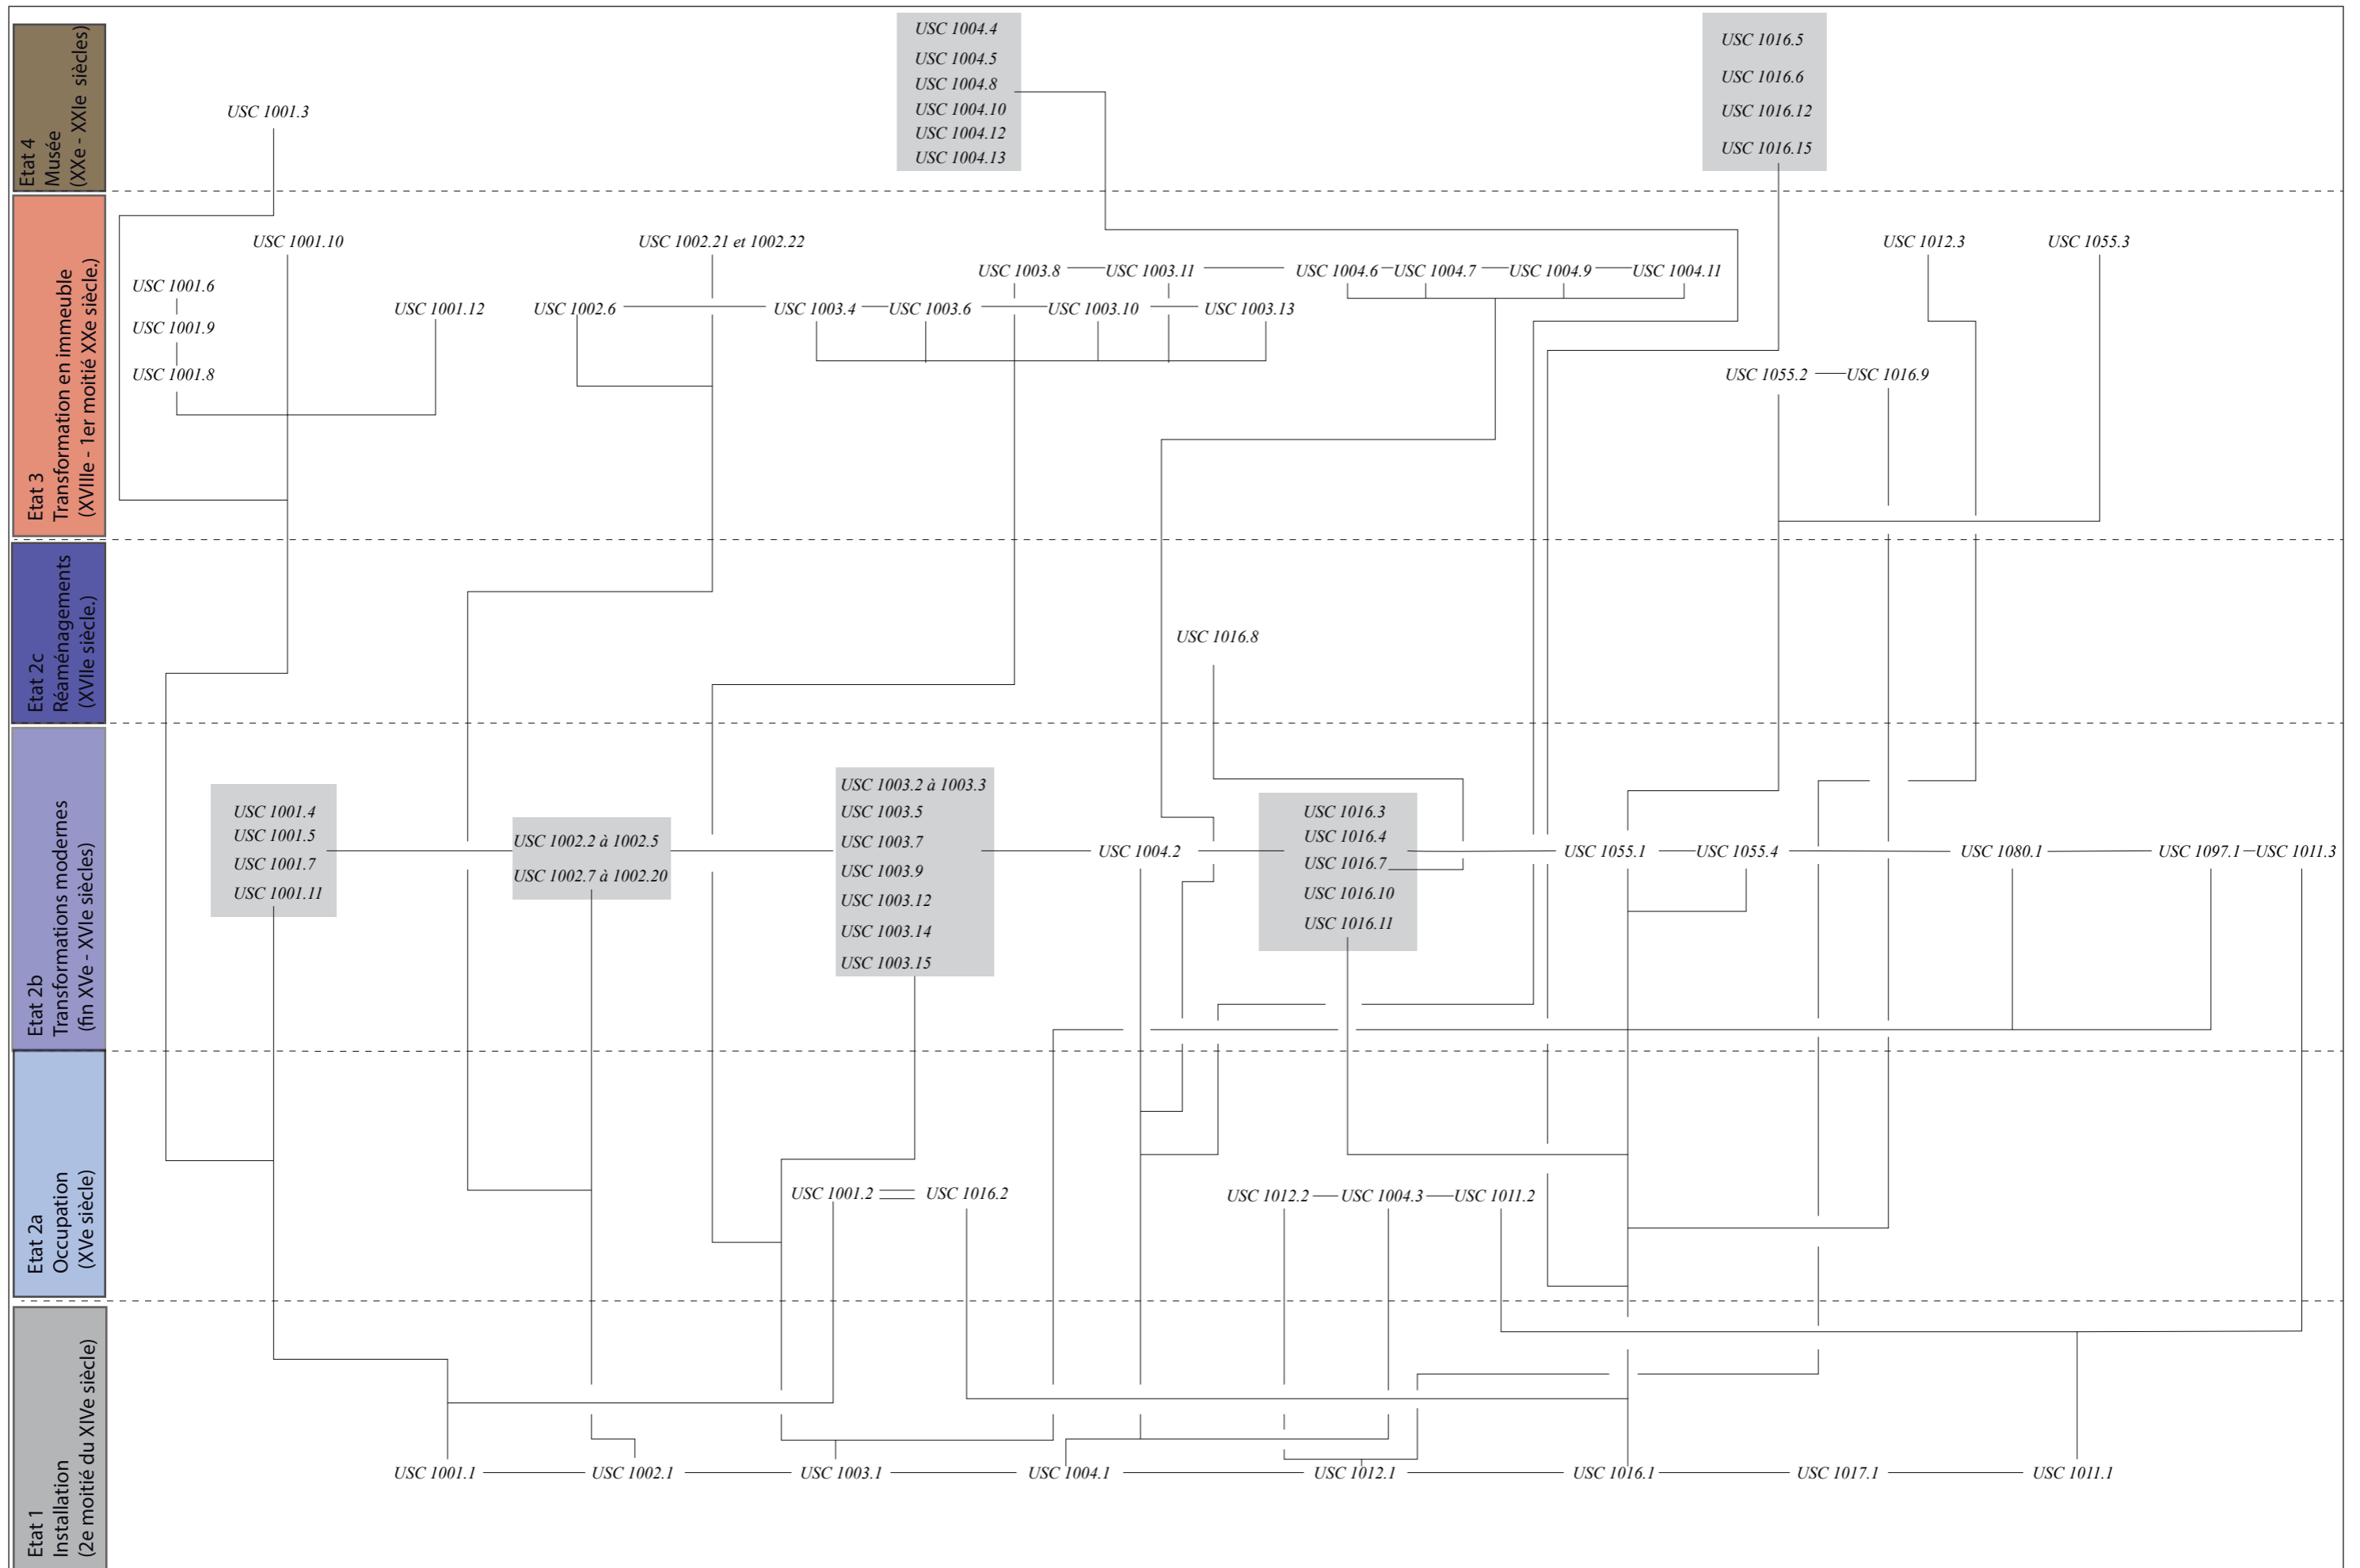 Etat 4
Musée
(XXe - XXIe siècles)
USC 1001.3
USC 1004.4
USC 1004.5
USC 1004.8
USC 1004.10
USC 1004.12
USC 1004.13
USC 1016.5
USC 1016.6
USC 1016.12
USC 1016.15
Etat 3
Transformation en immeuble
(XVIIIe - 1er moitié XXe siècle.)
USC 1001.10
USC 1002.21 et 1002.22
USC 1012.3
USC 1055.3
USC 1003.8
USC 1003.11
USC 1004.6
USC 1004.7
USC 1004.9
USC 1004.11
USC 1001.6
USC 1001.9
USC 1001.8
USC 1001.12
USC 1002.6
USC 1003.4
USC 1003.6
USC 1003.10
USC 1003.13
USC 1055.2
USC 1016.9
Etat 2c
Réaménagements
(XVIIe siècle.)
USC 1016.8
Etat 2b
Transformations modernes
(fin XVe - XVIe siècles)
USC 1001.4
USC 1001.5
USC 1001.7
USC 1001.11
USC 1002.2 à 1002.5
USC 1002.7 à 1002.20
USC 1003.2 à 1003.3
USC 1003.5
USC 1003.7
USC 1003.9
USC 1003.12
USC 1003.14
USC 1003.15
USC 1004.2
USC 1016.3
USC 1016.4
USC 1016.7
USC 1016.10
USC 1016.11
USC 1055.1
USC 1055.4
USC 1080.1
USC 1097.1
USC 1011.3
Etat 2a
Occupation
(XVe siècle)
USC 1001.2
USC 1016.2
USC 1012.2
USC 1004.3
USC 1011.2
Etat 1
Installation
(2e moitié du XIVe siècle)
USC 1001.1
USC 1002.1
USC 1003.1
USC 1004.1
USC 1012.1
USC 1016.1
USC 1017.1
USC 1011.1